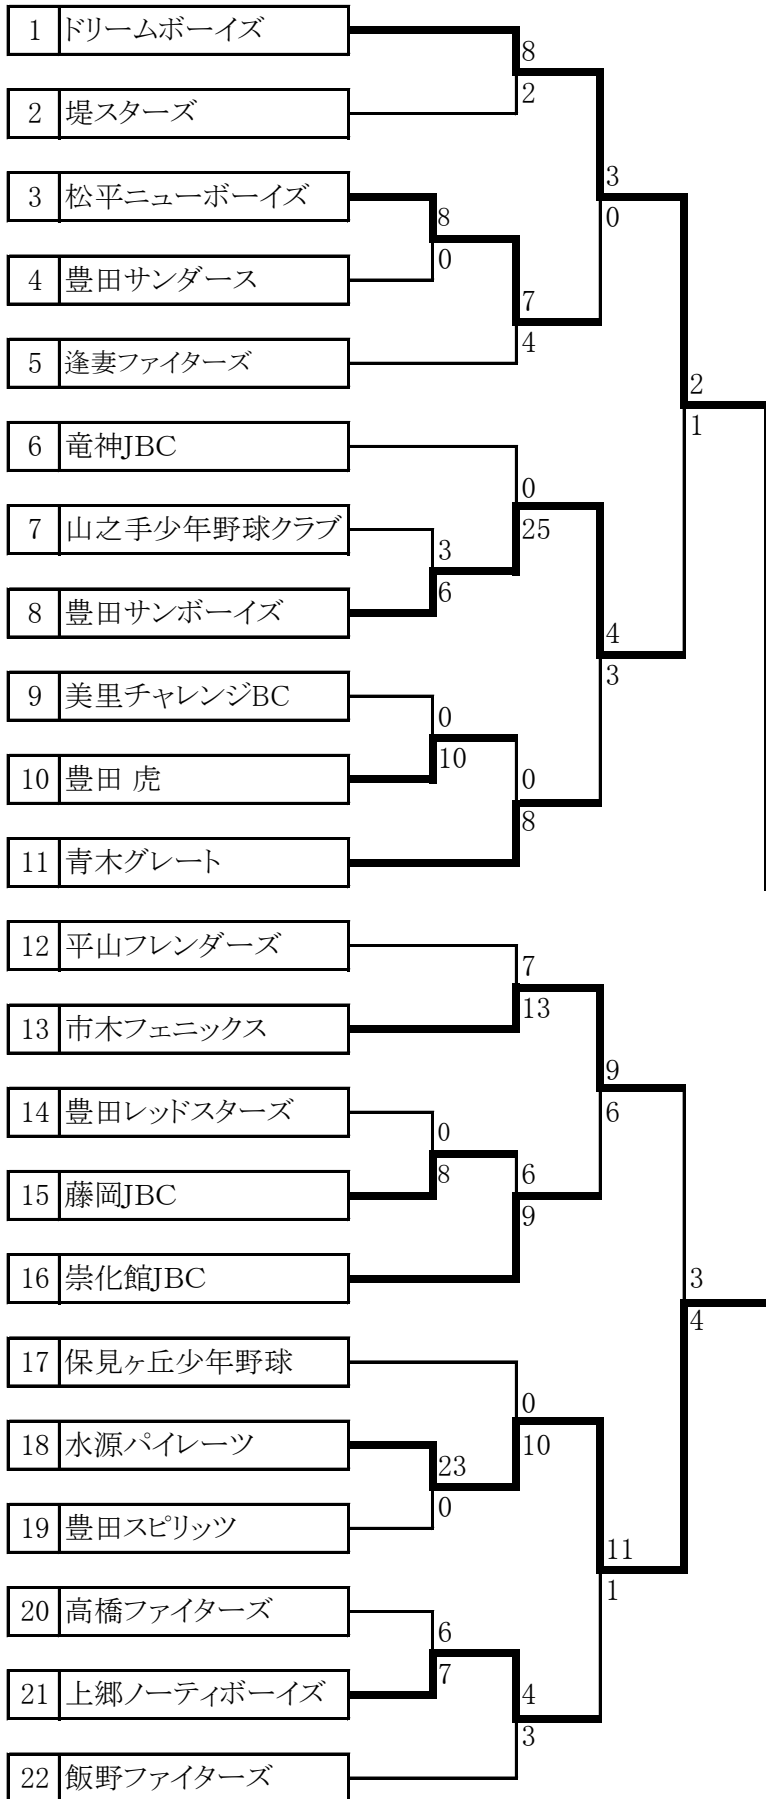 1 ドリームボーイズ
8
2
2 堤スターズ
3 松平ニューボーイズ
3
8
0
0
4 豊田サンダース
7
4
5 逢妻ファイターズ
2
1
6 竜神JBC
0
25
7 山之手少年野球クラブ
3
6
8 豊田サンボーイズ
4
3
9 美里チャレンジBC
0
10
10 豊田 虎
0
8
11 青木グレート
12 平山フレンダーズ
7
13
13 市木フェニックス
9
6
14 豊田レッドスターズ
0
8
15 藤岡JBC
6
9
16 崇化館JBC
3
4
17 保見ヶ丘少年野球
0
10
18 水源パイレーツ
23
0
19 豊田スピリッツ
11
1
20 高橋ファイターズ
6
7
21 上郷ノーティボーイズ
4
3
22 飯野ファイターズ